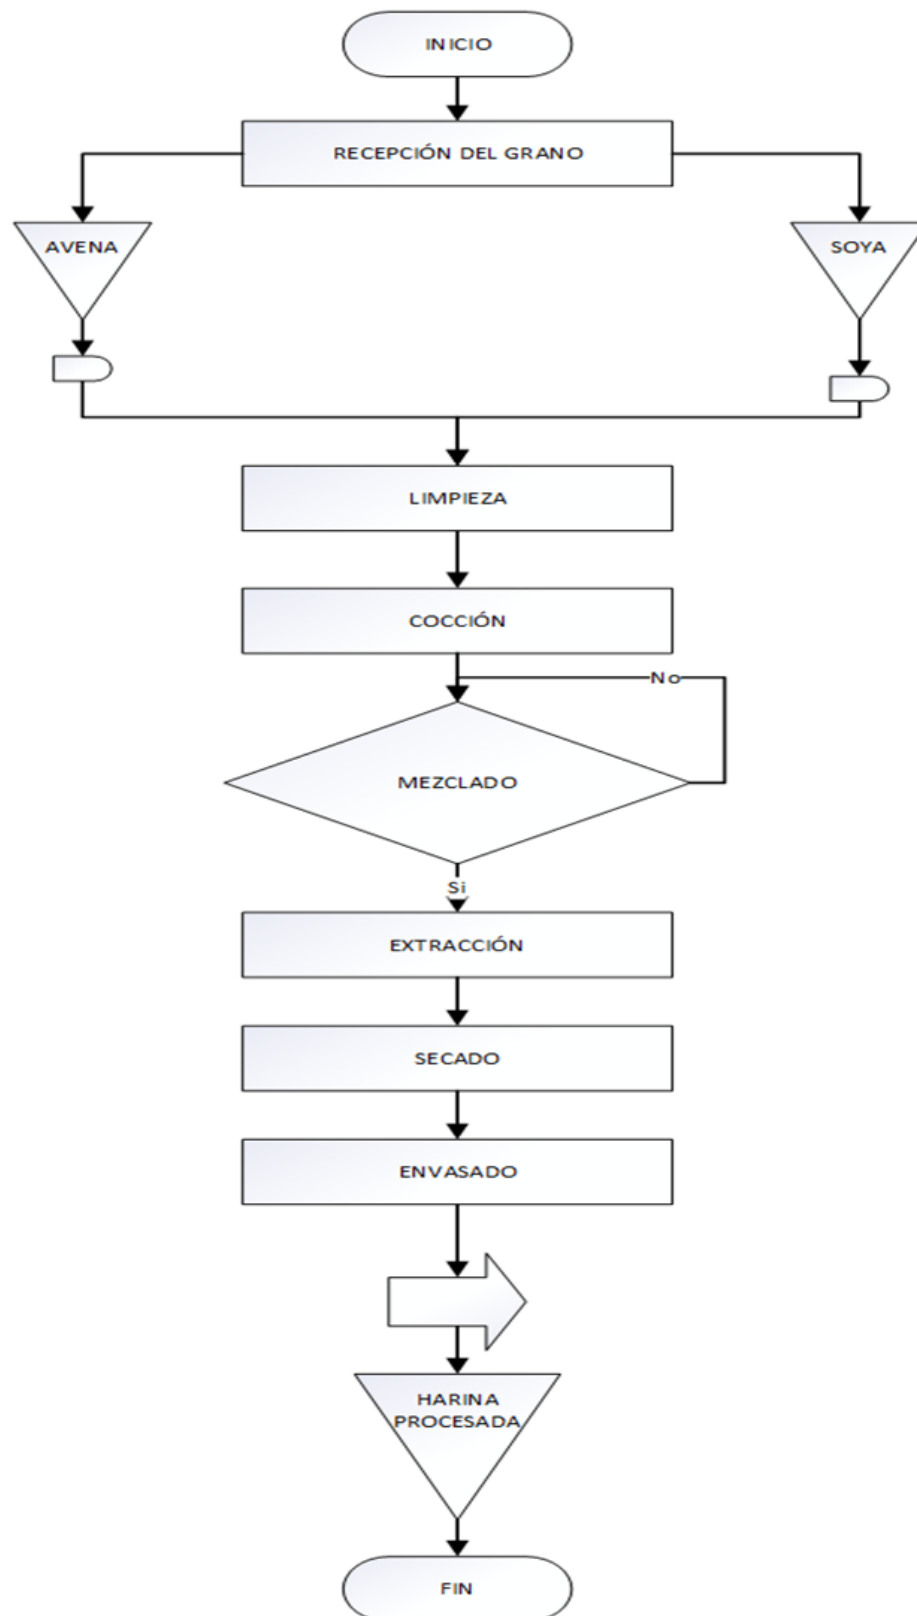 INICIO
RECEPCIÓN DEL GRANO
AVENA
SOYA
LIMPIEZA
COCCIÓN
No
MEZCLADO
Si
EXTRACCIÓN
SECADO
ENVASADO
HARINA
PROCESADA
FIN